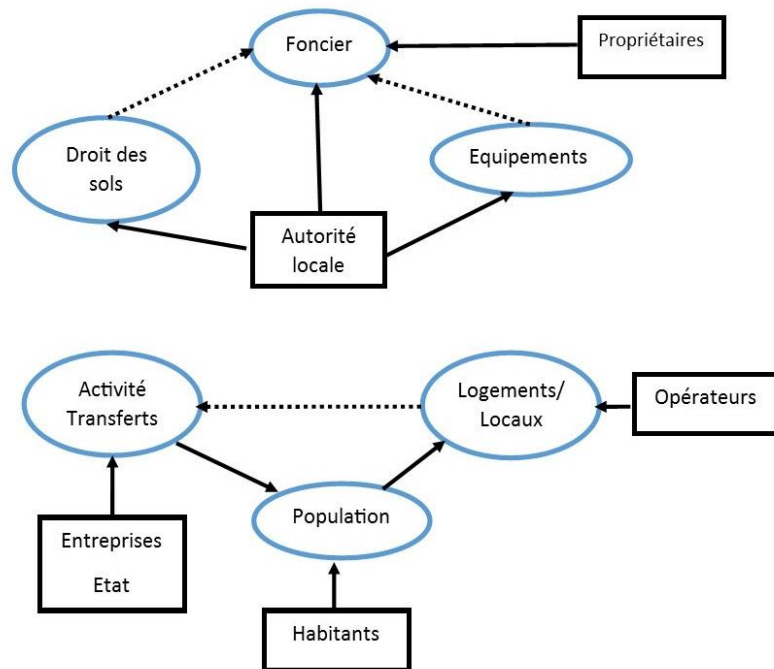 Foncier
Propriétaires
Droit des
sols
Equipements
Autorité
locale
Activité
Transferts
Logements/
Locaux
Opérateurs
Population
Entreprises
Etat
Habitants